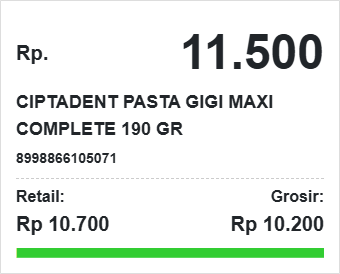 Rp. 11.500
CIPTADENT PASTA GIGI MAXI
COMPLETE 190 GR
8998866105071
Retail: Grosir:
Rp 10.700 Rp 10.200